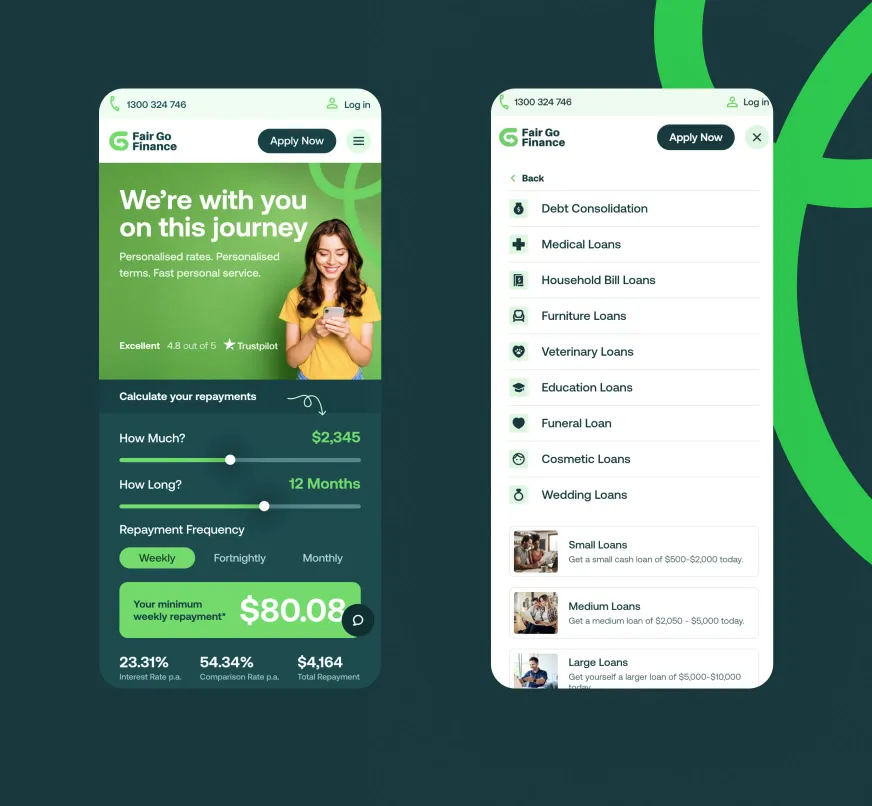 1300 324 746
Log in
Fair Go
Finance
Apply Now
We’re with you
on this journey
Personalised rates. Personalised
terms. Fast personal service.
Excellent 4.8 out of 5 Trustpilot
Calculate your repayments
How Much? $2,345
How Long? 12 Months
Repayment Frequency
Weekly Fortnightly Monthly
Your minimum
weekly repayment*
$80.08
23.31% 54.34% $4,164
Interest Rate p.a. Comparison Rate p.a. Total Repayment
1300 324 746
Log in
Fair Go
Finance
Apply Now
Back
Debt Consolidation
Medical Loans
Household Bill Loans
Furniture Loans
Veterinary Loans
Education Loans
Funeral Loan
Cosmetic Loans
Wedding Loans
Small Loans
Get a small cash loan of $500-$2,000 today.
Medium Loans
Get a medium loan of $2,050 - $5,000 today.
Large Loans
Get yourself a larger loan of $5,000-$10,000
today.